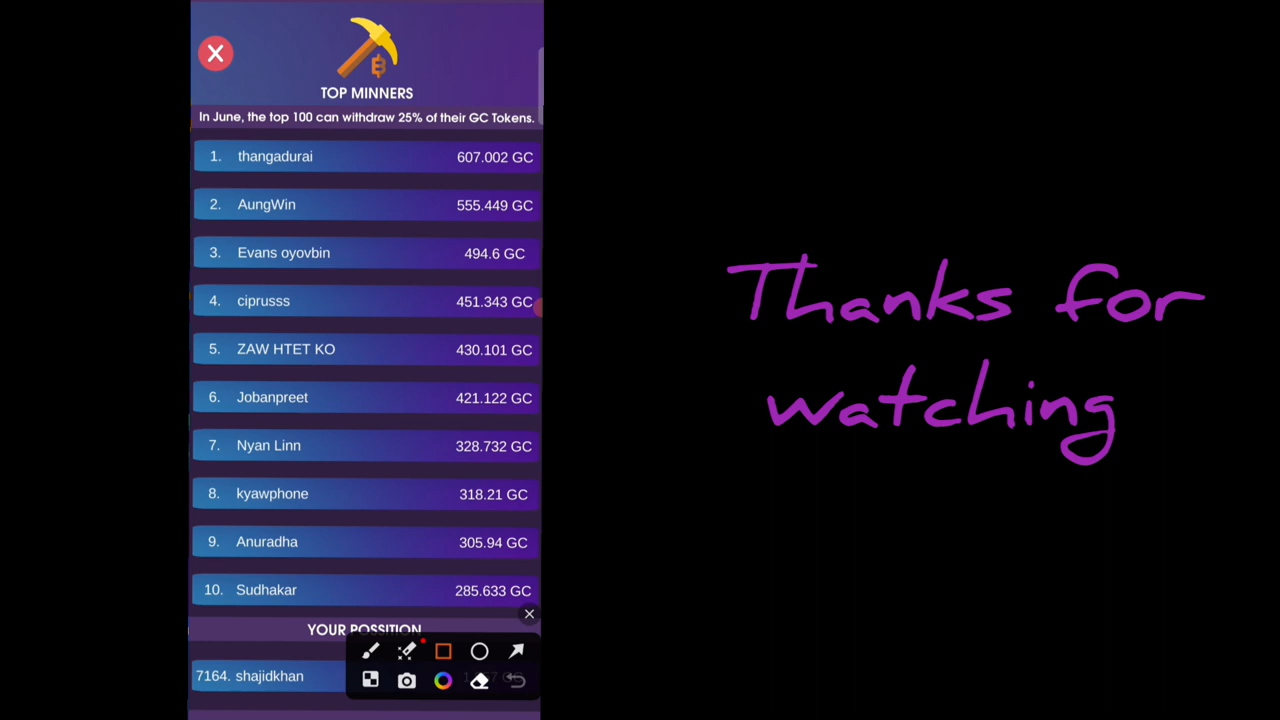 TOP MINNERS
In June, the top 100 can withdraw 25% of their GC Tokens.
1. thangadurai 607.002 GC
2. AungWin 555.449 GC
3. Evans oyovbin 494.6 GC
4. ciprusss 451.343 GC
5. ZAW HTET KO 430.101 GC
6. Jobanpreet 421.122 GC
7. Nyan Linn 328.732 GC
8. kyawphone 318.21 GC
9. Anuradha 305.94 GC
10. Sudhakar 285.633 GC
YOUR POSSITION
7164. shajidkhan
Thanks for
watching